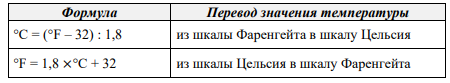 Формула Перевод значения температуры
°C = (°F – 32) : 1,8 из шкалы Фаренгейта в шкалу Цельсия
°F = 1,8 ×°C + 32 из шкалы Цельсия в шкалу Фаренгейта